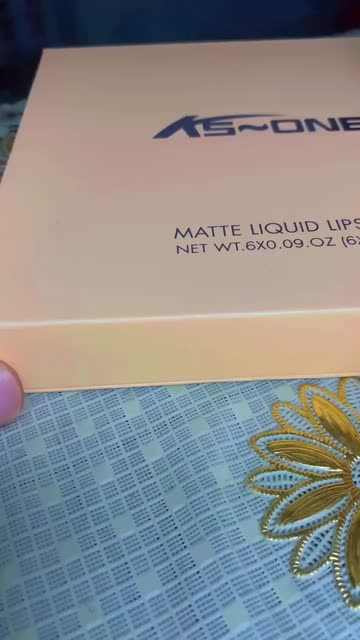 KS~ONE
MATTE LIQUID LIPS
NET WT.6X0.09.OZ (6X